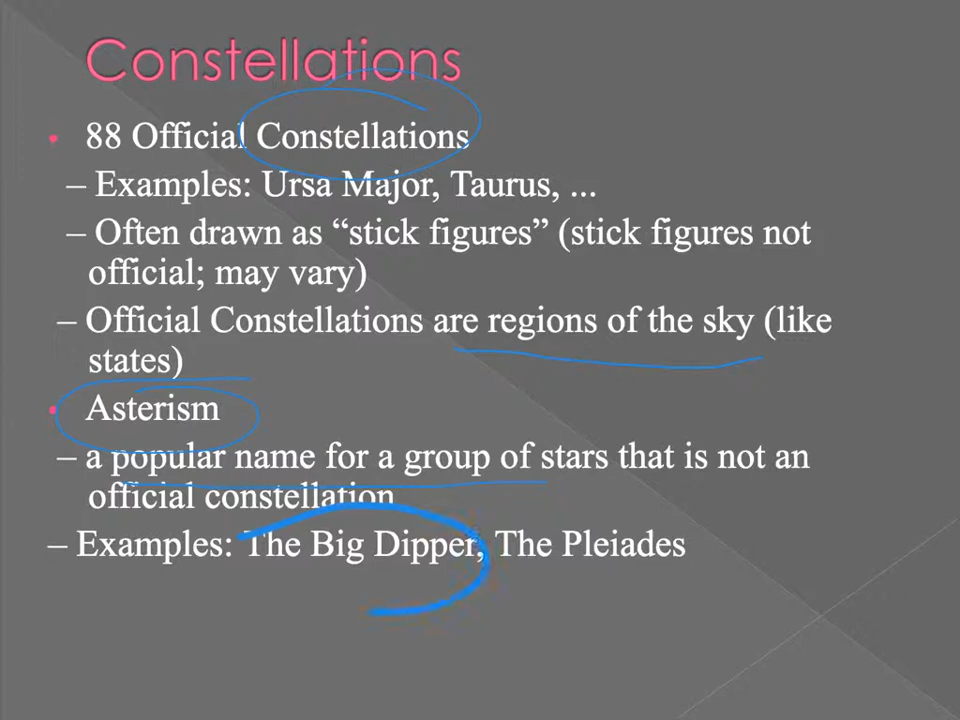 Constellations
• 88 Official Constellations
– Examples: Ursa Major, Taurus, ...
– Often drawn as “stick figures” (stick figures not
official; may vary)
– Official Constellations are regions of the sky (like
states)
• Asterism
– a popular name for a group of stars that is not an
official constellation
– Examples: The Big Dipper, The Pleiades